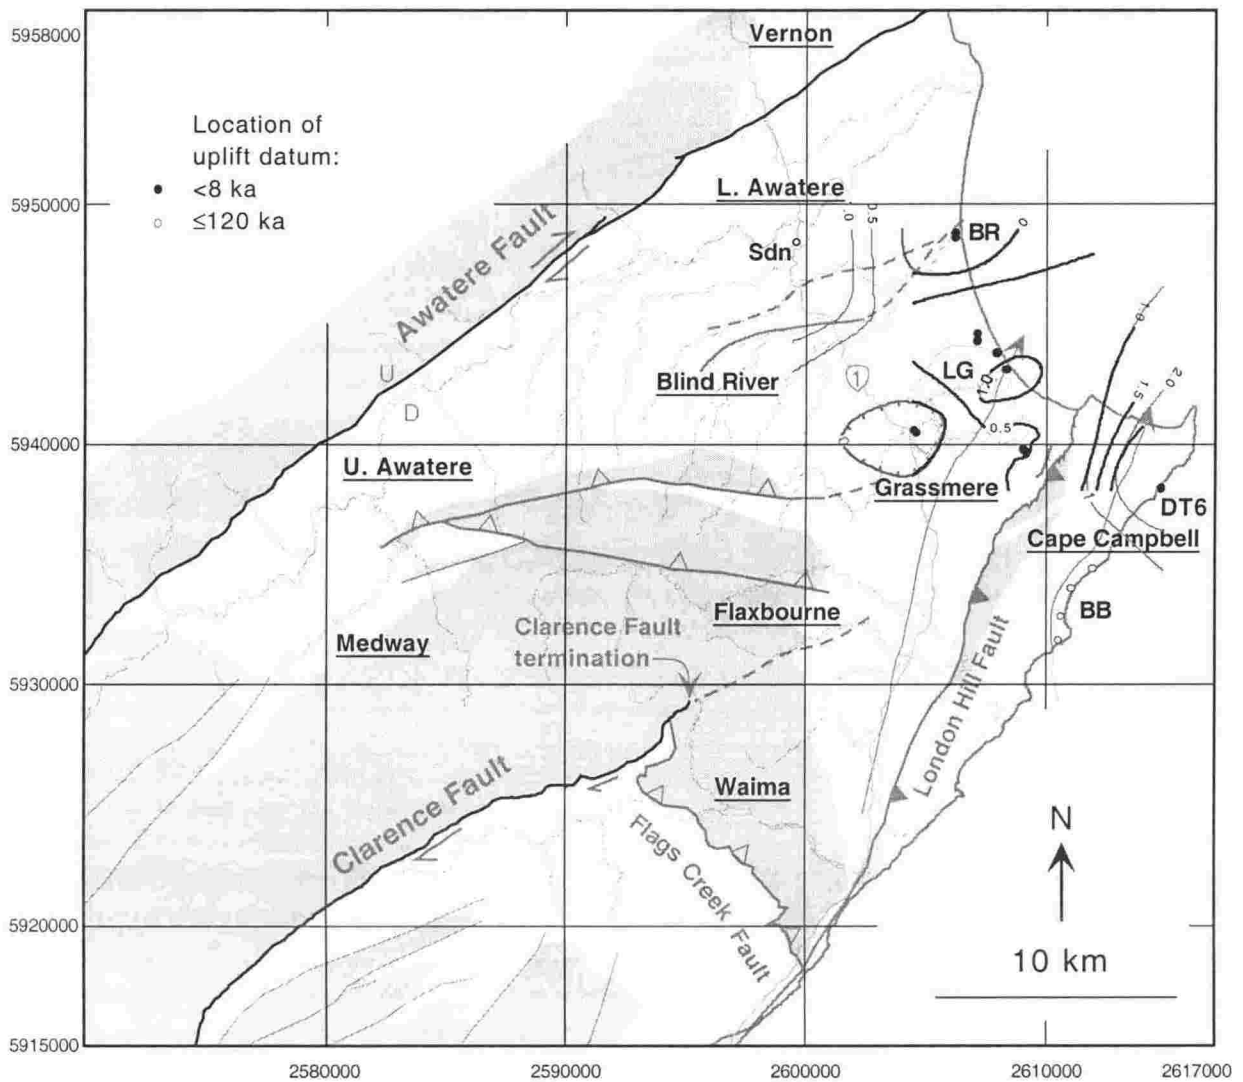 5958000
Vernon
Location of
uplift datum:
<8 ka
≤120 ka
5950000
L. Awatere
0
0.5
BR
0
Sdn
Awatere Fault
U
D
Blind River
1
LG
1.0
1.0
1.5
2.0
0.5
5940000
0
U. Awatere
Grassmere
DT6
Cape Campbell
Flaxbourne
BB
Medway
Clarence Fault
termination
5930000
London Hill Fault
Clarence Fault
Waima
Flags Creek Fault
N
5920000
10 km
5915000
2580000
2590000
2600000
2610000
2617000